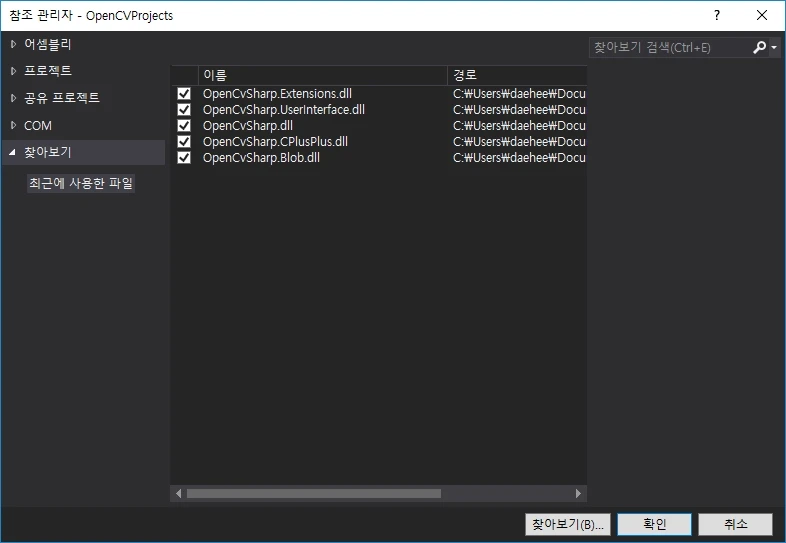 참조 관리자 - OpenCVProjects
?
어셈블리
프로젝트
공유 프로젝트
COM
찾아보기
최근에 사용한 파일
찾아보기 검색(Ctrl+E)
이름 경로
OpenCvSharp.Extensions.dll C:₩Users₩daehee₩Docu
OpenCvSharp.UserInterface.dll C:₩Users₩daehee₩Docu
OpenCvSharp.dll C:₩Users₩daehee₩Docu
OpenCvSharp.CPlusPlus.dll C:₩Users₩daehee₩Docu
OpenCvSharp.Blob.dll C:₩Users₩daehee₩Docu
찾아보기(B)... 확인 취소